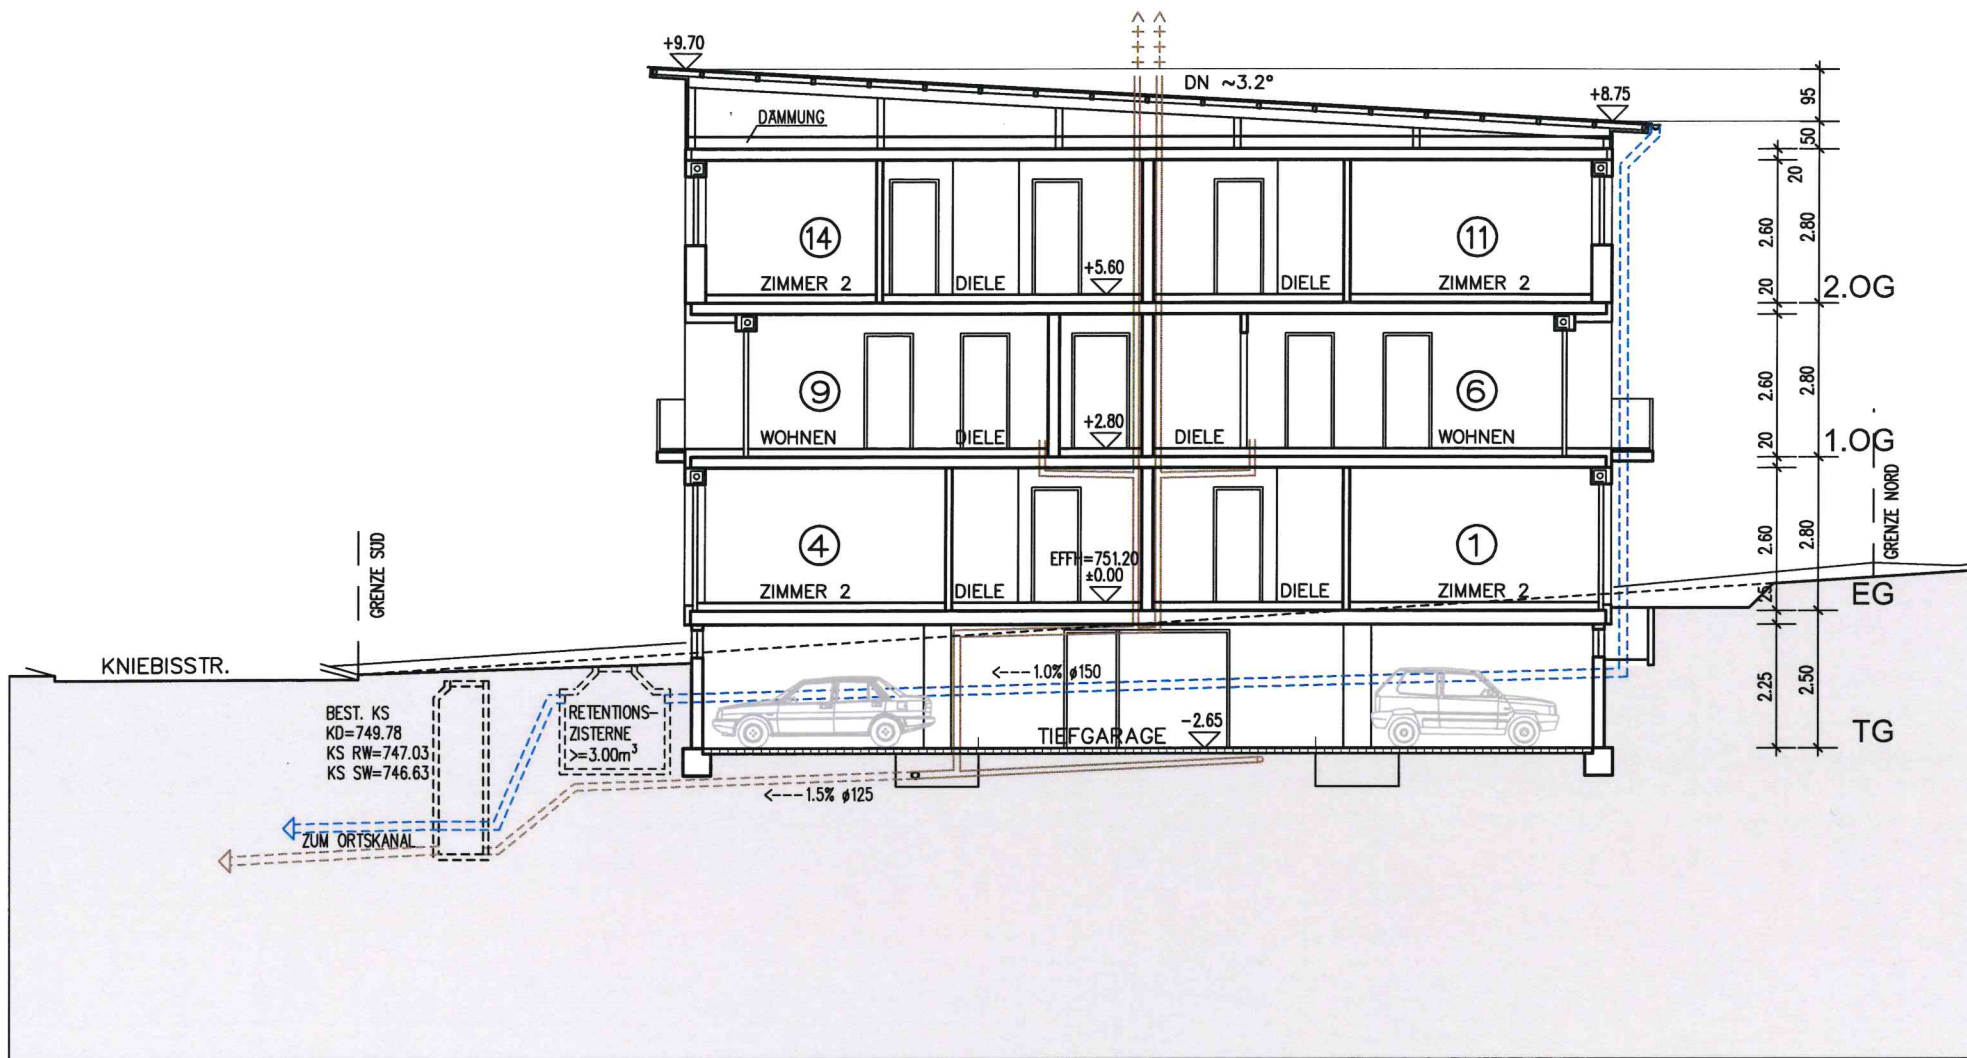 +9.70
DN ~3.2°
+8.75
95
DÄMMUNG
50
20
14
11
2.60
2.80
+5.60
ZIMMER 2
DIELE
DIELE
ZIMMER 2
20
2.OG
9
6
2.60
2.80
+2.80
WOHNEN
DIELE
DIELE
WOHNEN
20
1.OG
GRENZE NORD
GRENZE SÜD
4
1
2.60
2.80
EFFH=751.20
±0.00
ZIMMER 2
DIELE
DIELE
ZIMMER 2
25
EG
KNIEBISSTR.
1.0% ø150
2.25
2.50
BEST. KS
KD=749.78
KS RW=747.03
KS SW=746.63
RETENTIONS-
ZISTERNE
>=3.00m³
TIEFGARAGE
-2.65
TG
1.5% ø125
ZUM ORTSKANAL